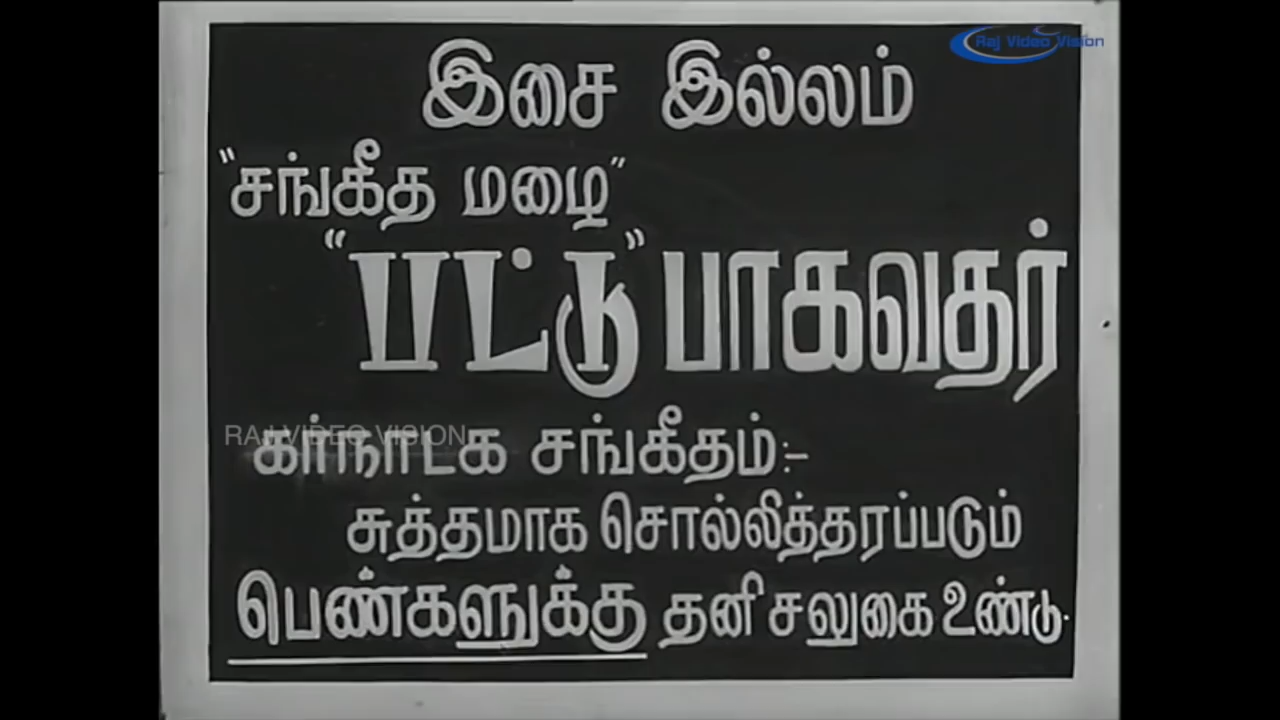 Raj Video Vision
இசை இல்லம்
"சங்கீத மழை"
"பட்டு" பாகவதர்
RAJ VIDEO VISION
கர்நாடக சங்கீதம்:-
சுத்தமாக சொல்லித்தரப்படும்
பெண்களுக்கு தனி சலுகை உண்டு.